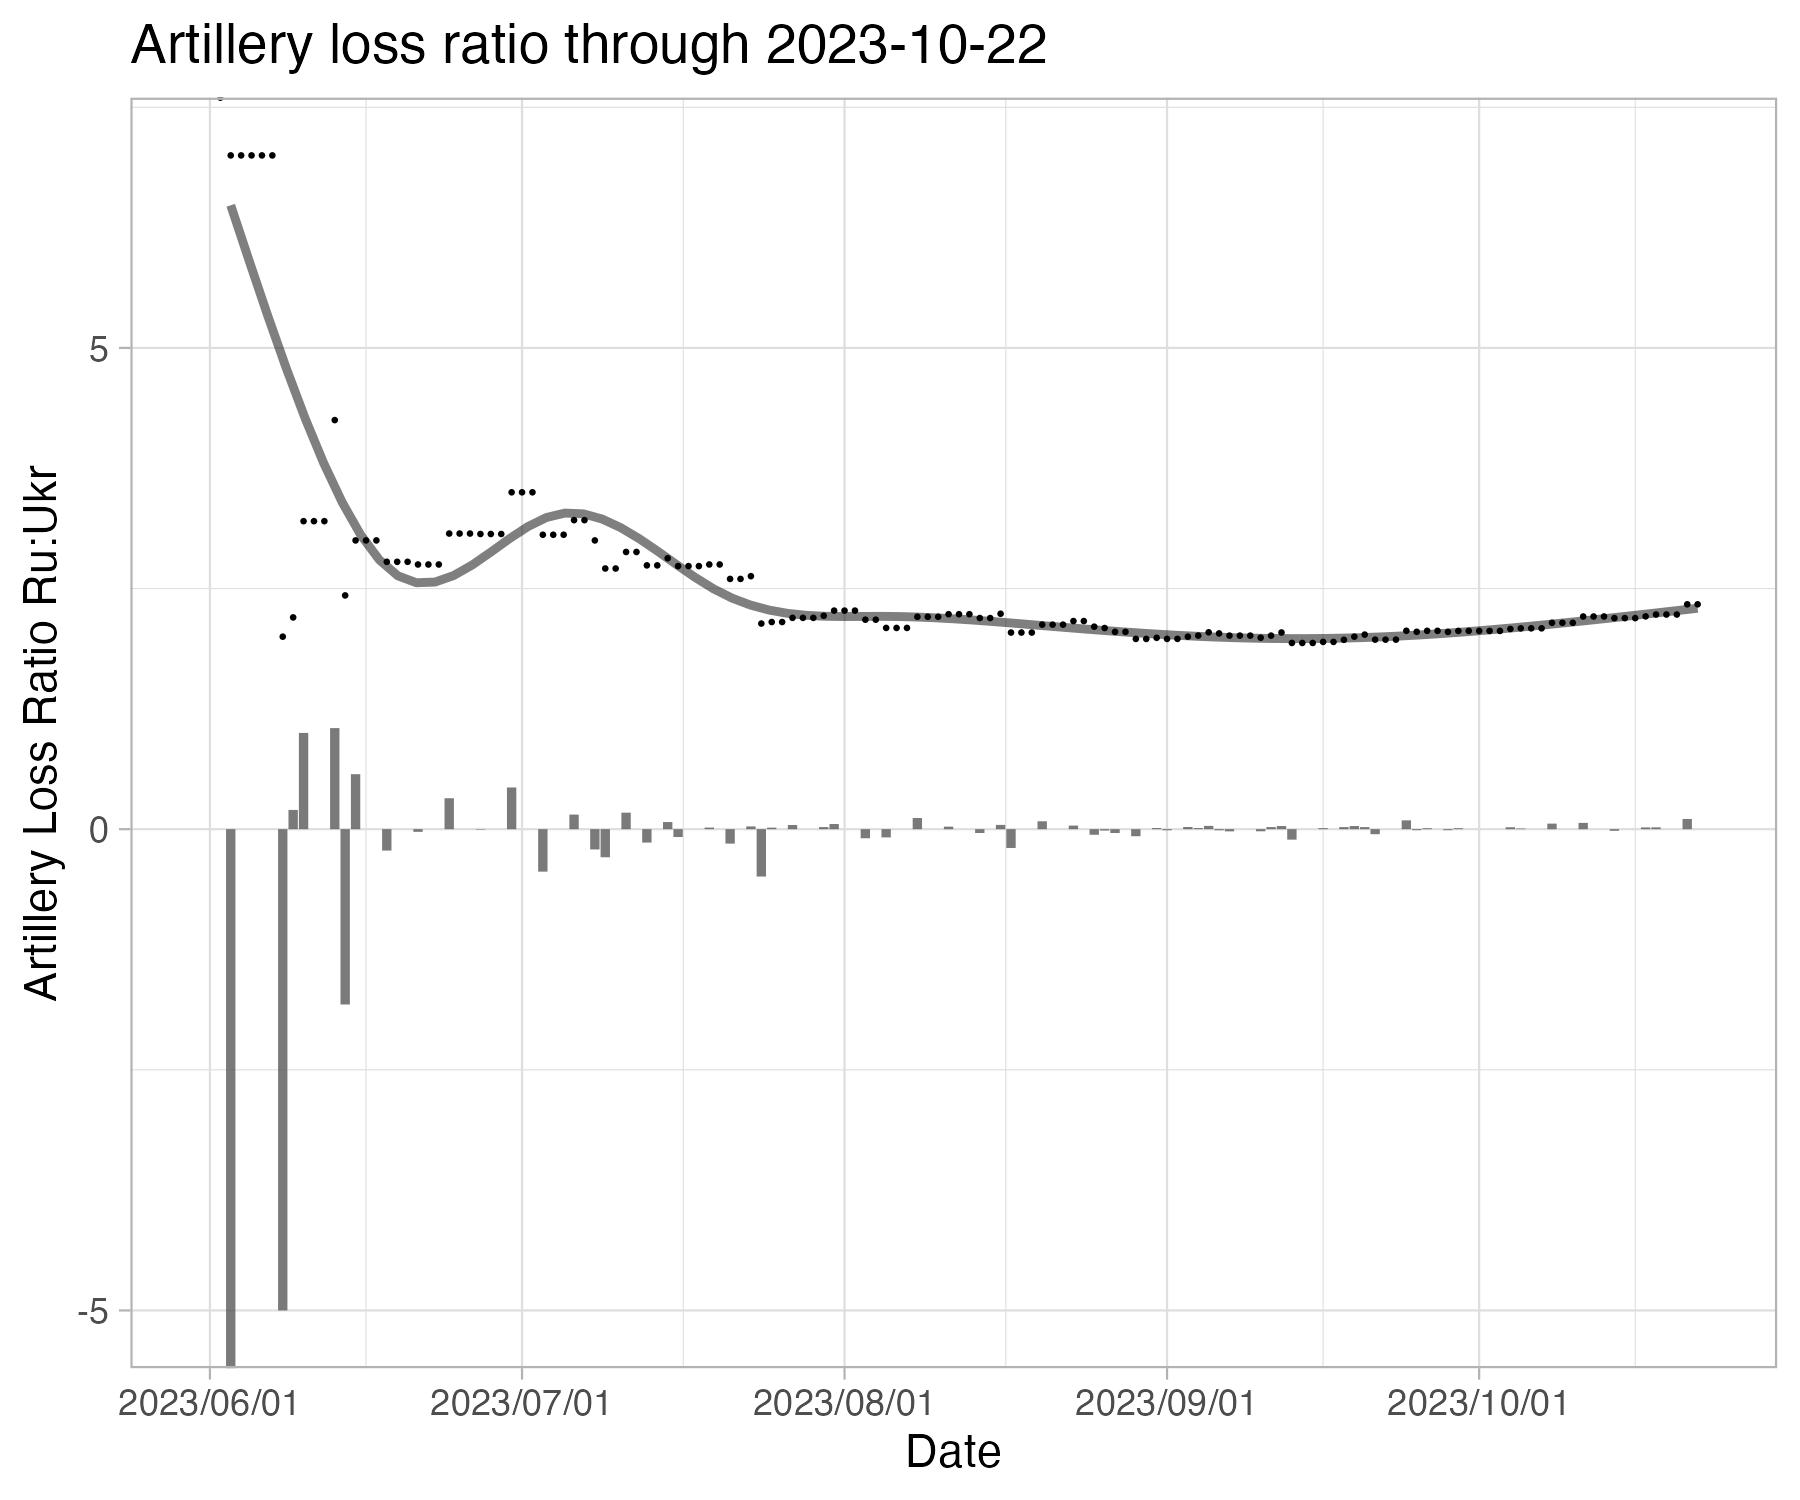 Artillery loss ratio through 2023-10-22
Artillery Loss Ratio Ru:Ukr
5
0
-5
2023/06/01
2023/07/01
2023/08/01
2023/09/01
2023/10/01
Date